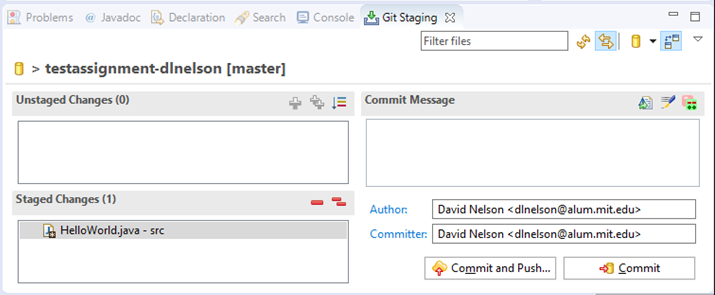 Problems @ Javadoc Declaration Search Console Git Staging
Filter files
> testassignment-dlnelson [master]
Unstaged Changes (0)
Commit Message
Staged Changes (1)
HelloWorld.java - src
Author: David Nelson <dlnelson@alum.mit.edu>
Committer: David Nelson <dlnelson@alum.mit.edu>
Commit and Push... Commit